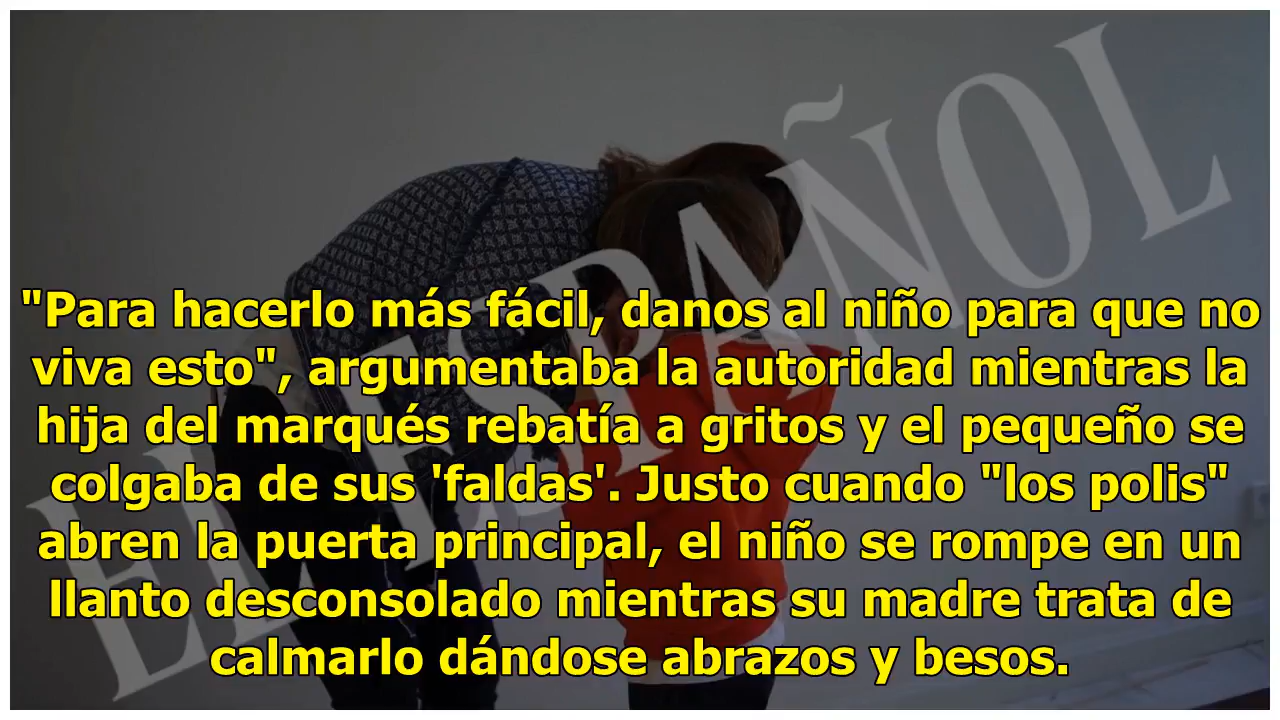 "Para hacerlo más fácil, danos al niño para que no
viva esto", argumentaba la autoridad mientras la
hija del marqués rebatía a gritos y el pequeño se
colgaba de sus 'faldas'. Justo cuando "los polis"
abren la puerta principal, el niño se rompe en un
llanto desconsolado mientras su madre trata de
calmarlo dándose abrazos y besos.
EL ESPAÑOL